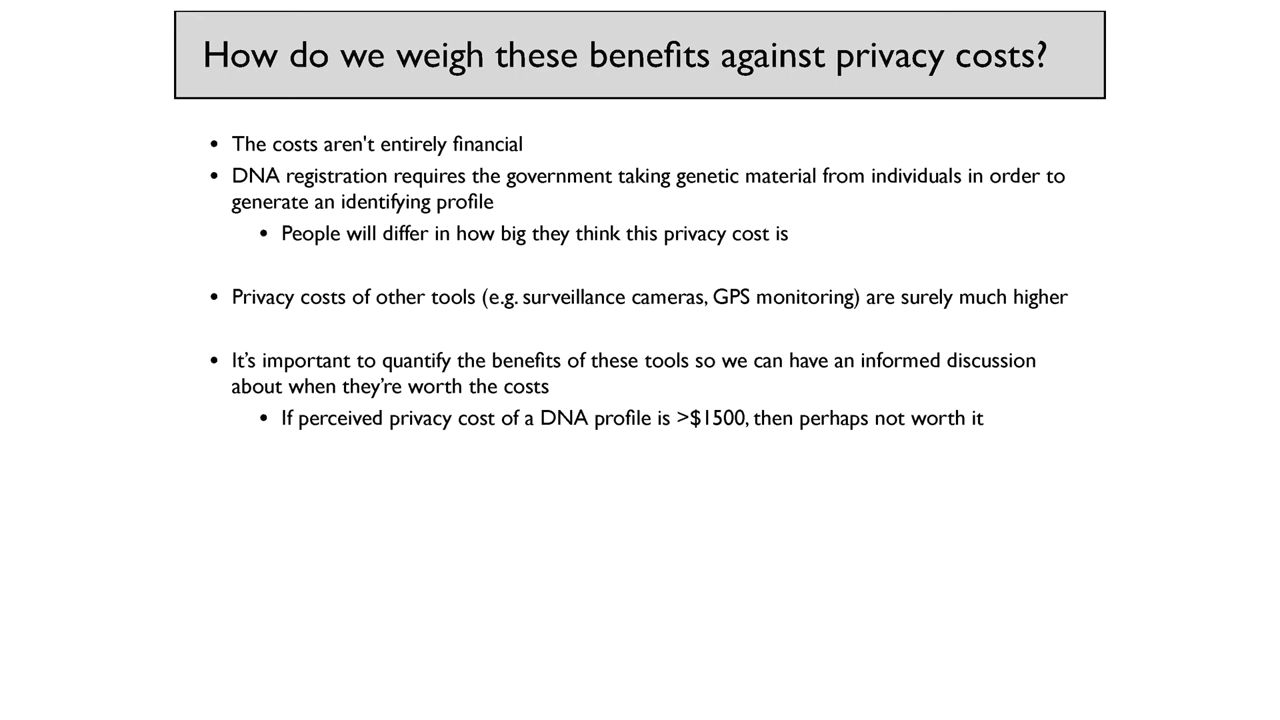 How do we weigh these benefits against privacy costs?
• The costs aren't entirely financial
• DNA registration requires the government taking genetic material from individuals in order to
generate an identifying profile
• People will differ in how big they think this privacy cost is
• Privacy costs of other tools (e.g. surveillance cameras, GPS monitoring) are surely much higher
• It’s important to quantify the benefits of these tools so we can have an informed discussion
about when they’re worth the costs
• If perceived privacy cost of a DNA profile is >$1500, then perhaps not worth it